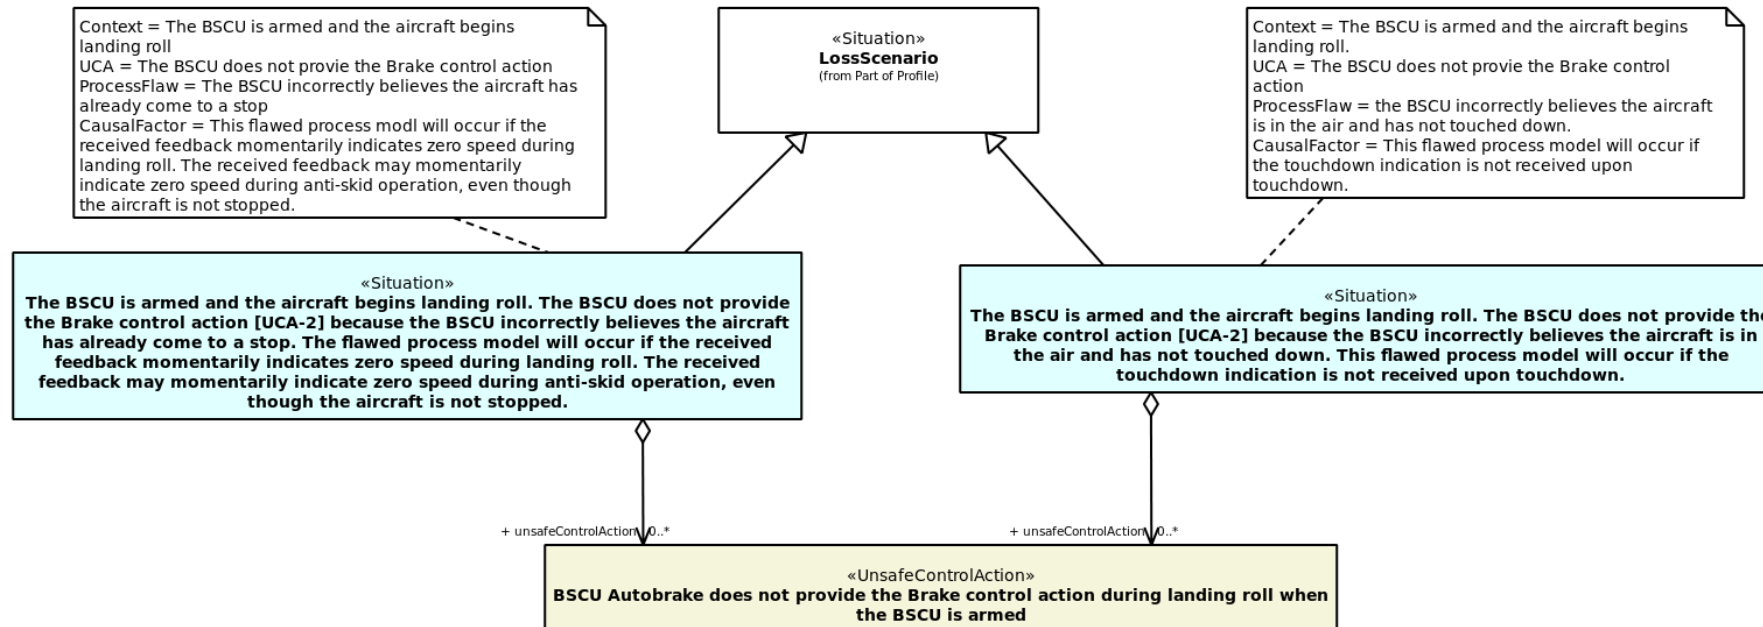 Context = The BSCU is armed and the aircraft begins
landing roll
UCA = The BSCU does not provie the Brake control action
ProcessFlaw = The BSCU incorrectly believes the aircraft has
already come to a stop
CausalFactor = This flawed process modl will occur if the
received feedback momentarily indicates zero speed during
landing roll. The received feedback may momentarily
indicate zero speed during anti-skid operation, even though
the aircraft is not stopped.
«Situation»
LossScenario
(from Part of Profile)
Context = The BSCU is armed and the aircraft begins
landing roll.
UCA = The BSCU does not provie the Brake control
action
ProcessFlaw = the BSCU incorrectly believes the aircraft
is in the air and has not touched down.
CausalFactor = This flawed process model will occur if
the touchdown indication is not received upon
touchdown.
«Situation»
The BSCU is armed and the aircraft begins landing roll. The BSCU does not provide
the Brake control action [UCA-2] because the BSCU incorrectly believes the aircraft
has already come to a stop. The flawed process model will occur if the received
feedback momentarily indicates zero speed during landing roll. The received
feedback may momentarily indicate zero speed during anti-skid operation, even
though the aircraft is not stopped.
«Situation»
The BSCU is armed and the aircraft begins landing roll. The BSCU does not provide the
Brake control action [UCA-2] because the BSCU incorrectly believes the aircraft is in
the air and has not touched down. This flawed process model will occur if the
touchdown indication is not received upon touchdown.
+ unsafeControlAction 0..*
+ unsafeControlAction 0..*
«UnsafeControlAction»
BSCU Autobrake does not provide the Brake control action during landing roll when
the BSCU is armed